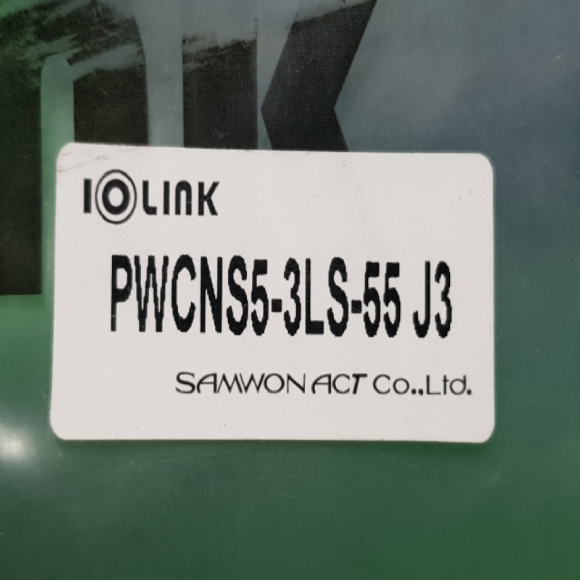 IOLINK
PWCNS5-3LS-55 J3
SAMWON ACT Co.,Ltd.